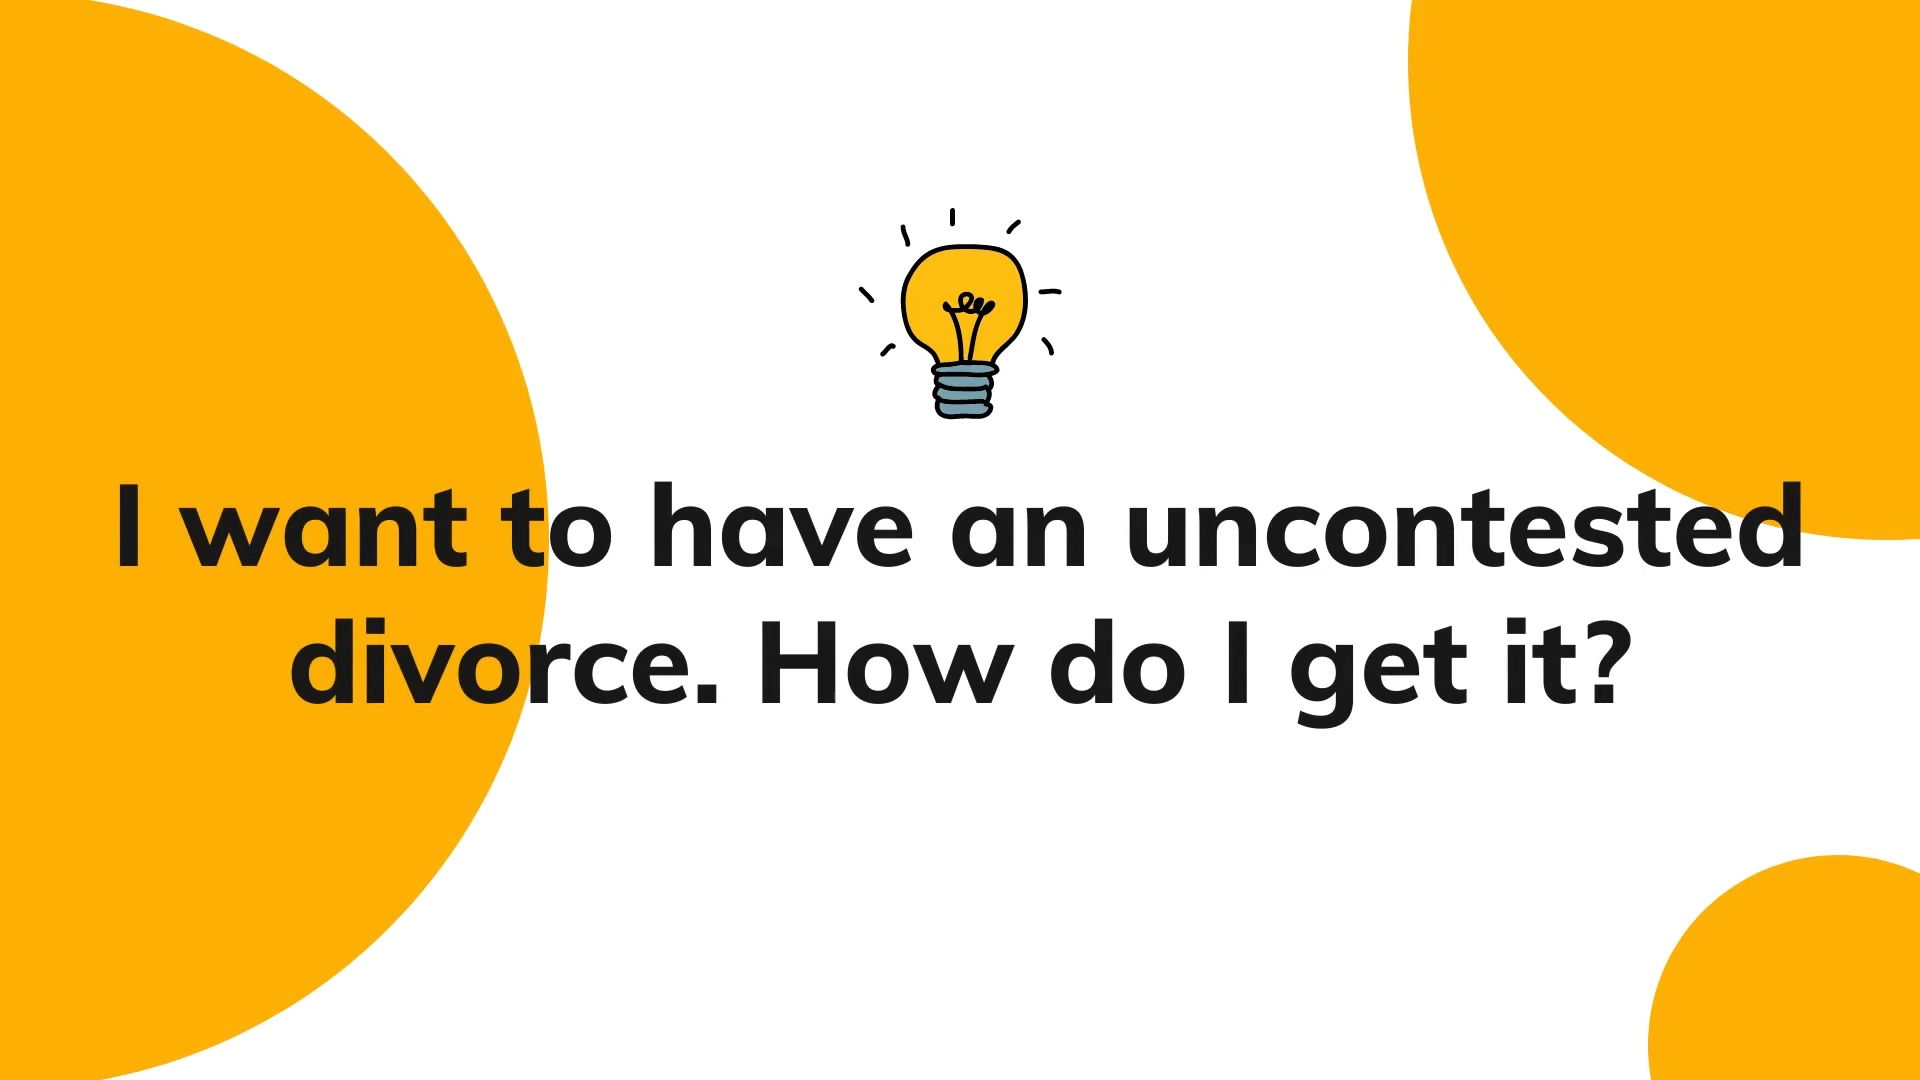 I want to have an uncontested
divorce. How do I get it?